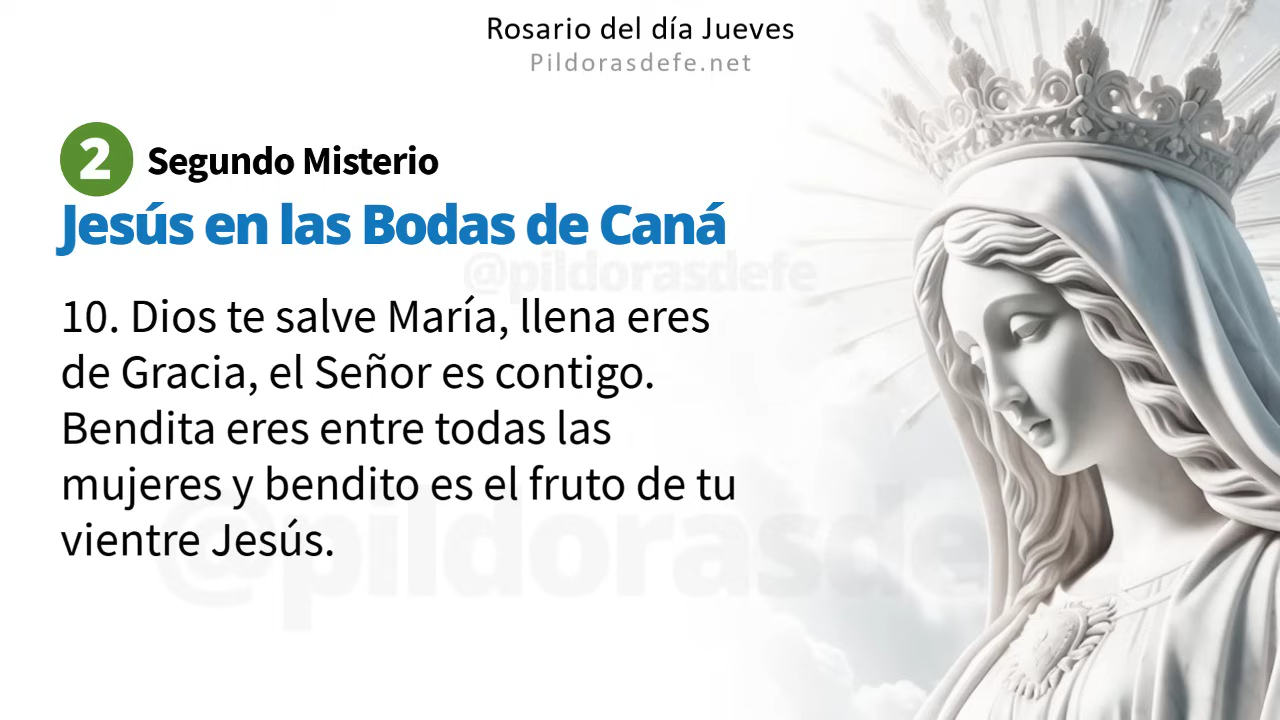 Rosario del día Jueves
Pildorasdefe.net
2 Segundo Misterio
Jesús en las Bodas de Caná
@pildorasdefe
10. Dios te salve María, llena eres
de Gracia, el Señor es contigo.
Bendita eres entre todas las
mujeres y bendito es el fruto de tu
vientre Jesús.
@pildorasdefe